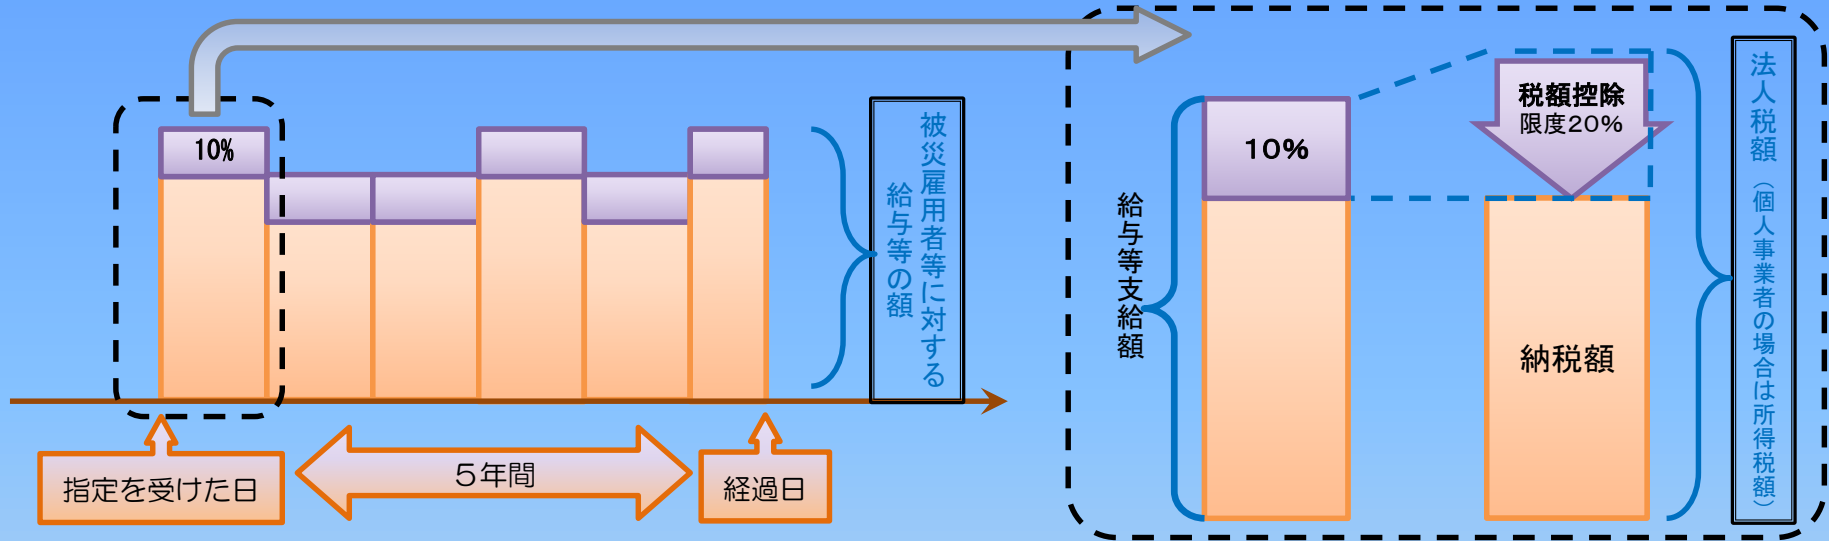 10%
被災雇用者等に対する
給与等の額
指定を受けた日
５年間
経過日
給与等支給額
10%
税額控除
限度20%
納税額
法人税額（個人事業者の場合は所得税額）